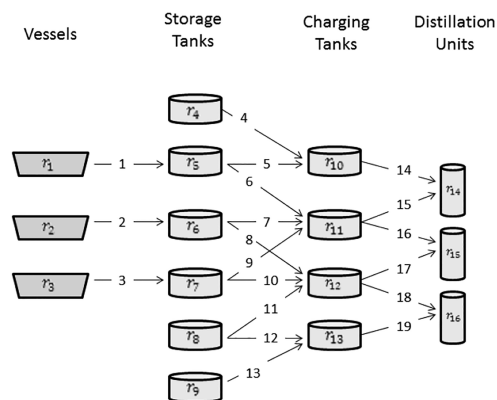 Vessels
Storage Tanks
Charging Tanks
Distillation Units
r4
4
r1
1
r5
5
r10
14
r14
6
15
r2
2
r6
7
r11
16
r15
8
9
17
r3
3
r7
10
r12
18
r16
11
r8
12
r13
19
r9
13